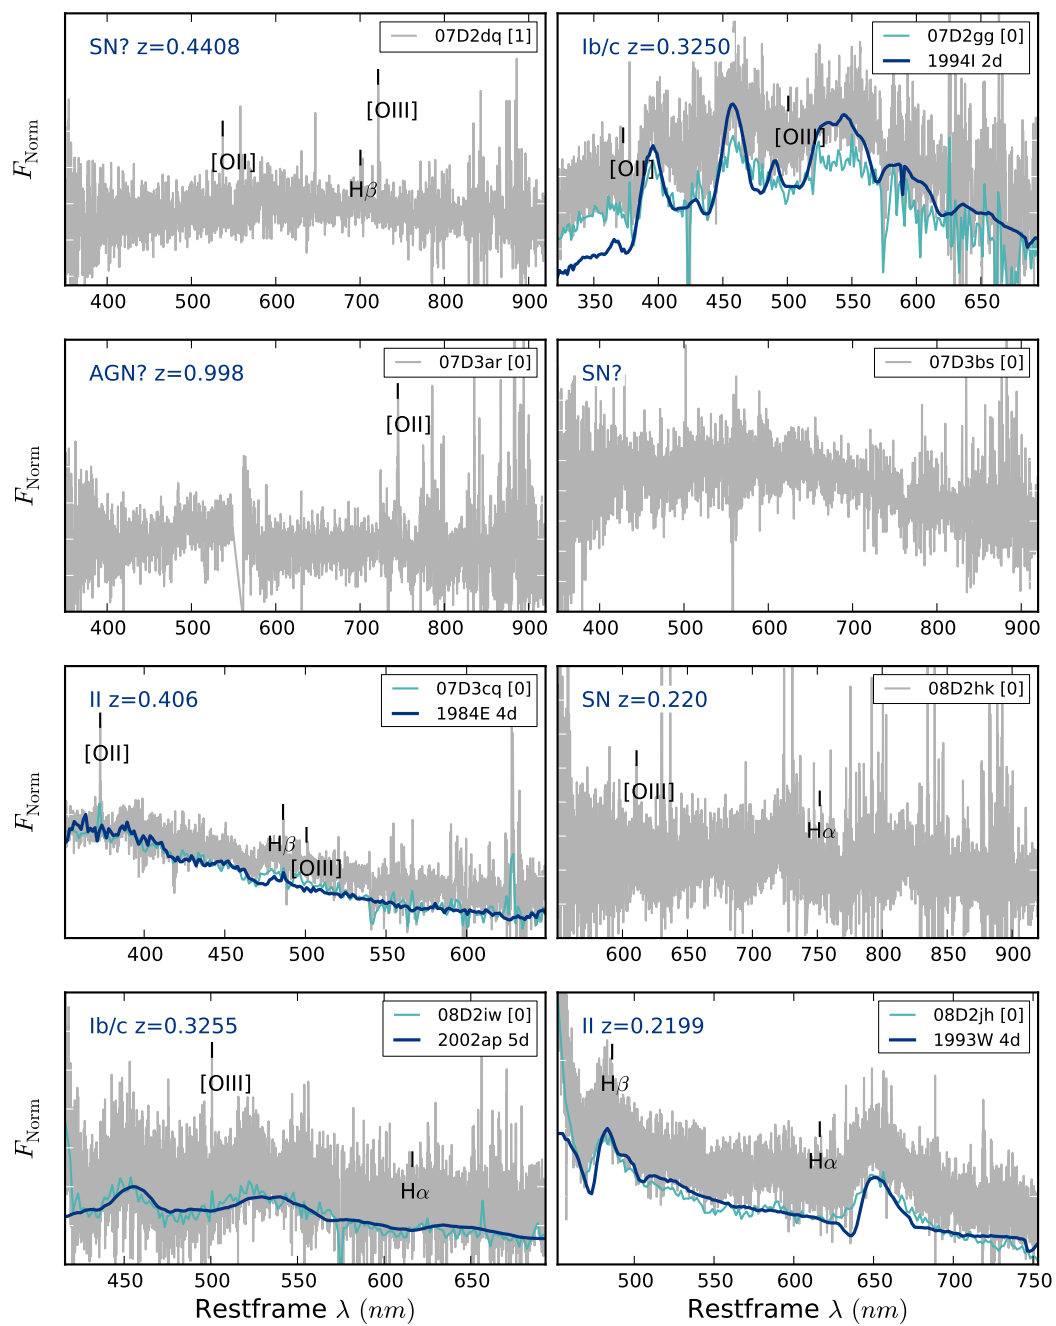 SN? z=0.4408
07D2dq [1]
[OII]
[OIII]
Hβ
F_Norm
400 500 600 700 800 900
Ib/c z=0.3250
07D2gg [0]
1994I 2d
[OII]
[OIII]
350 400 450 500 550 600 650
AGN? z=0.998
07D3ar [0]
[OII]
F_Norm
400 500 600 700 800 900
SN?
07D3bs [0]
400 500 600 700 800 900
II z=0.406
07D3cq [0]
1984E 4d
[OII]
Hβ
[OIII]
F_Norm
400 450 500 550 600
SN z=0.220
08D2hk [0]
[OIII]
Hα
600 650 700 750 800 850 900
Ib/c z=0.3255
08D2iw [0]
2002ap 5d
[OIII]
Hα
F_Norm
450 500 550 600 650
Restframe λ (nm)
II z=0.2199
08D2jh [0]
1993W 4d
Hβ
Hα
500 550 600 650 700 750
Restframe λ (nm)